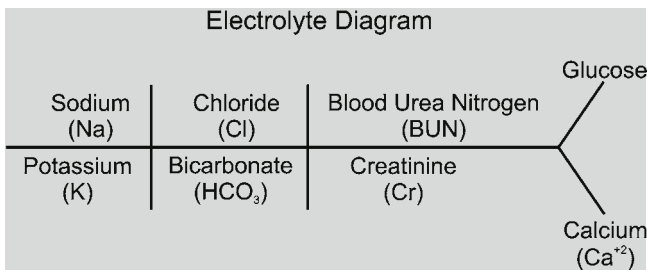 Electrolyte Diagram
Glucose
Sodium
(Na)
Chloride
(Cl)
Blood Urea Nitrogen
(BUN)
Potassium
(K)
Bicarbonate
(HCO₃)
Creatinine
(Cr)
Calcium
(Ca⁺²)